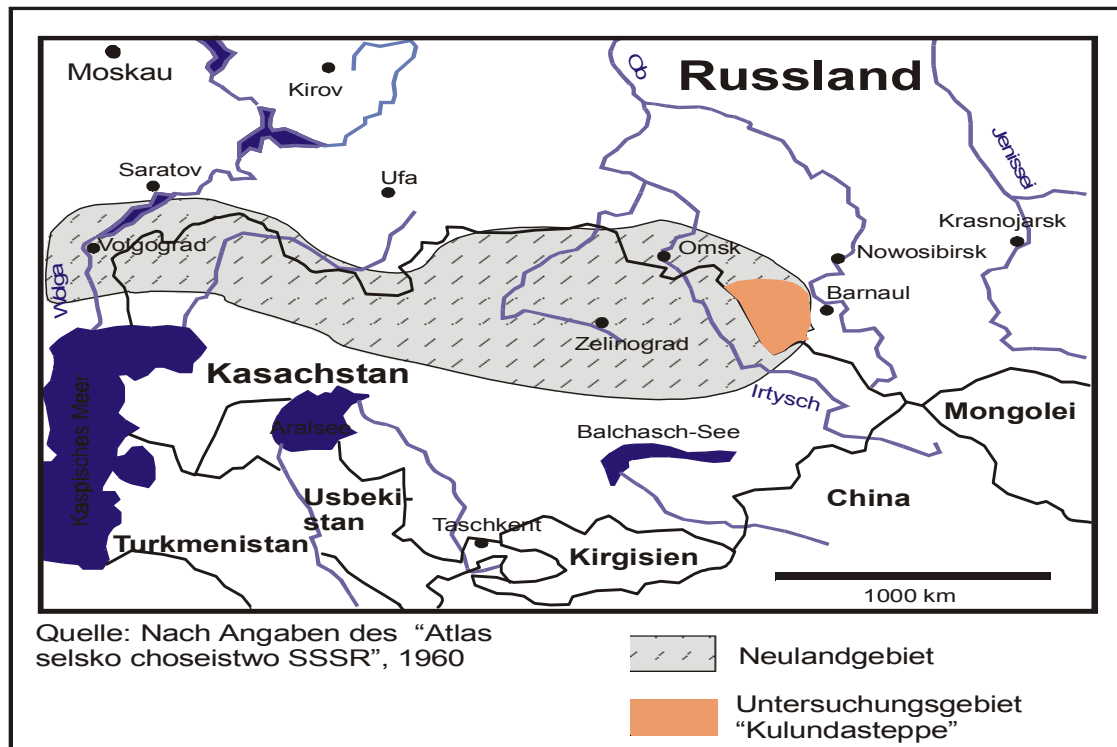 Moskau
Kirov
Ob
Russland
Jenissei
Saratov
Ufa
Krasnojarsk
Volgograd
Omsk
Nowosibirsk
Wolga
Barnaul
Zelinograd
Kasachstan
Irtysch
Mongolei
Aralsee
Balchasch-See
Kaspisches Meer
Usbeki-
stan
China
Taschkent
Turkmenistan
Kirgisien
1000 km
Quelle: Nach Angaben des “Atlas
selsko choseistwo SSSR”, 1960
Neulandgebiet
Untersuchungsgebiet
“Kulundasteppe”